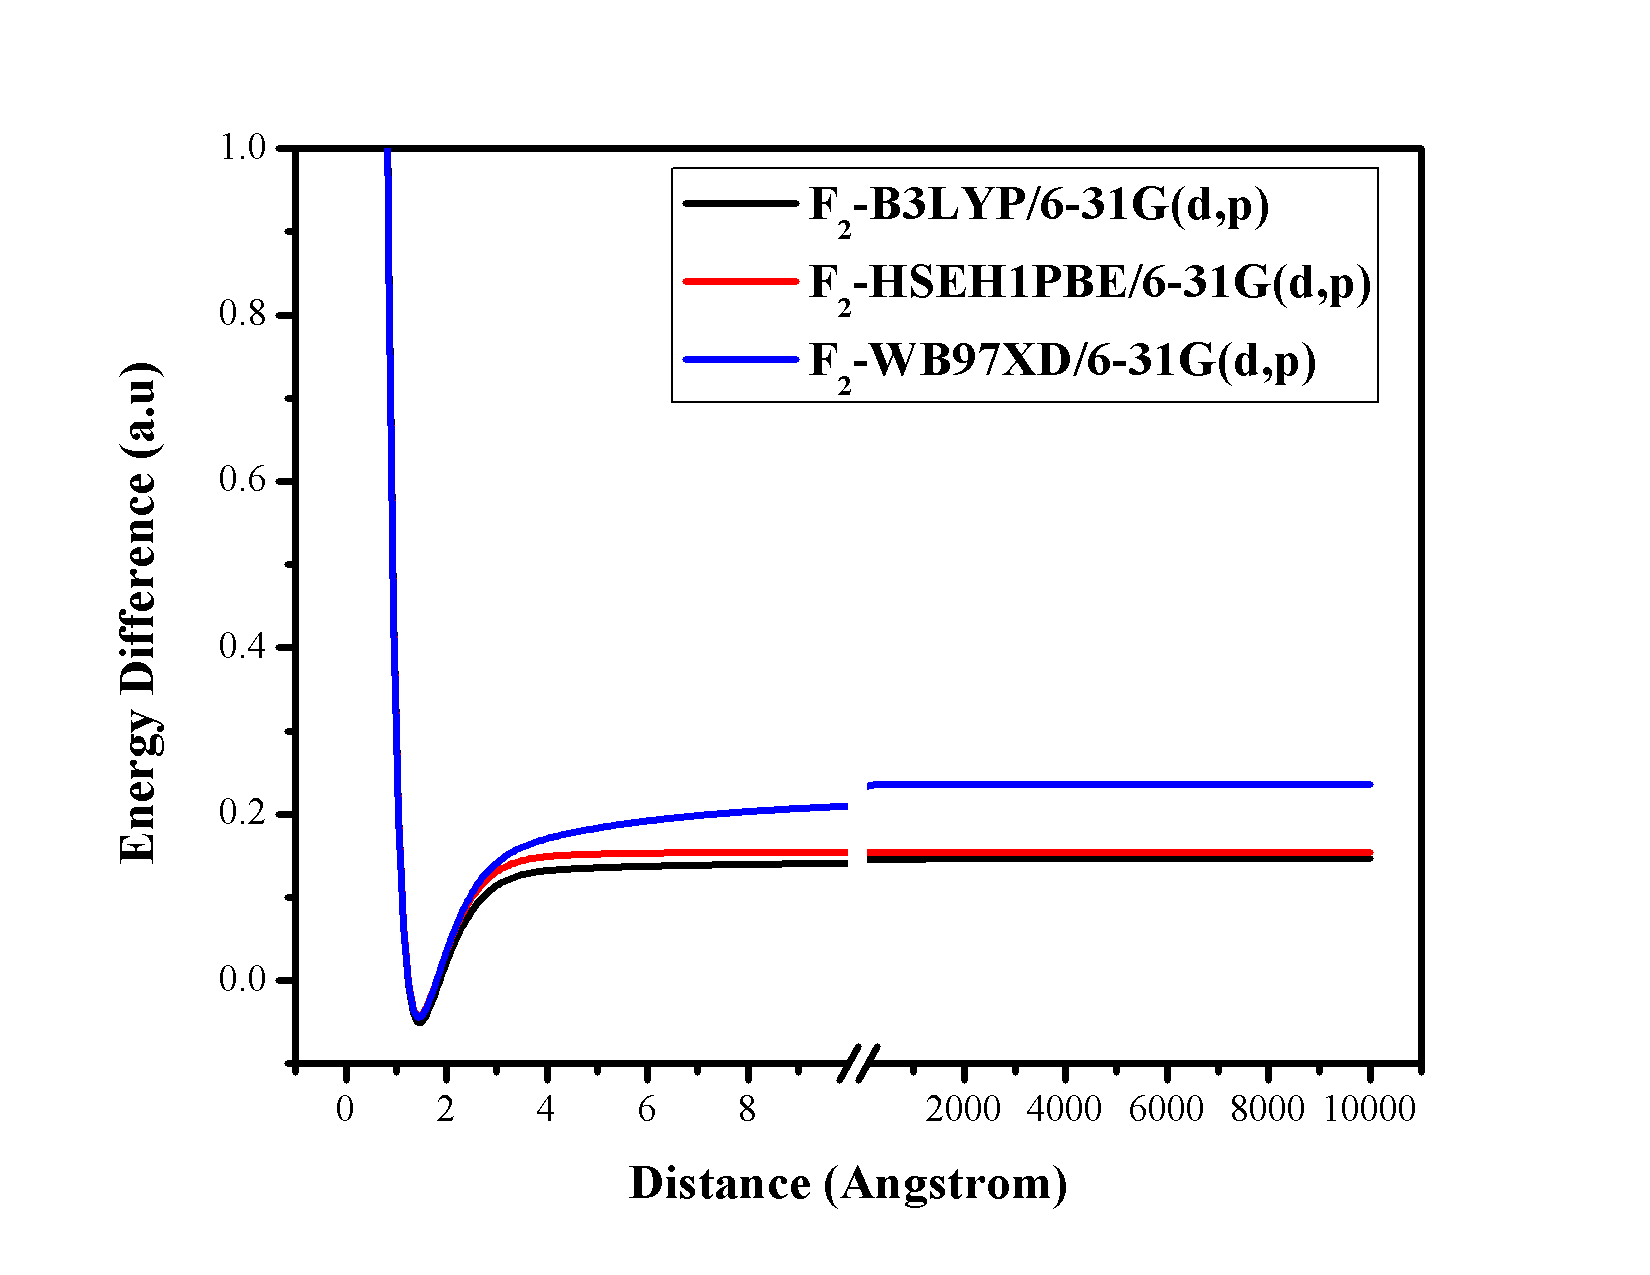 1.0
0.8
0.6
0.4
0.2
0.0
Energy Difference (a.u)
F2-B3LYP/6-31G(d,p)
F2-HSEH1PBE/6-31G(d,p)
F2-WB97XD/6-31G(d,p)
0 2 4 6 8 2000 4000 6000 8000 10000
Distance (Angstrom)